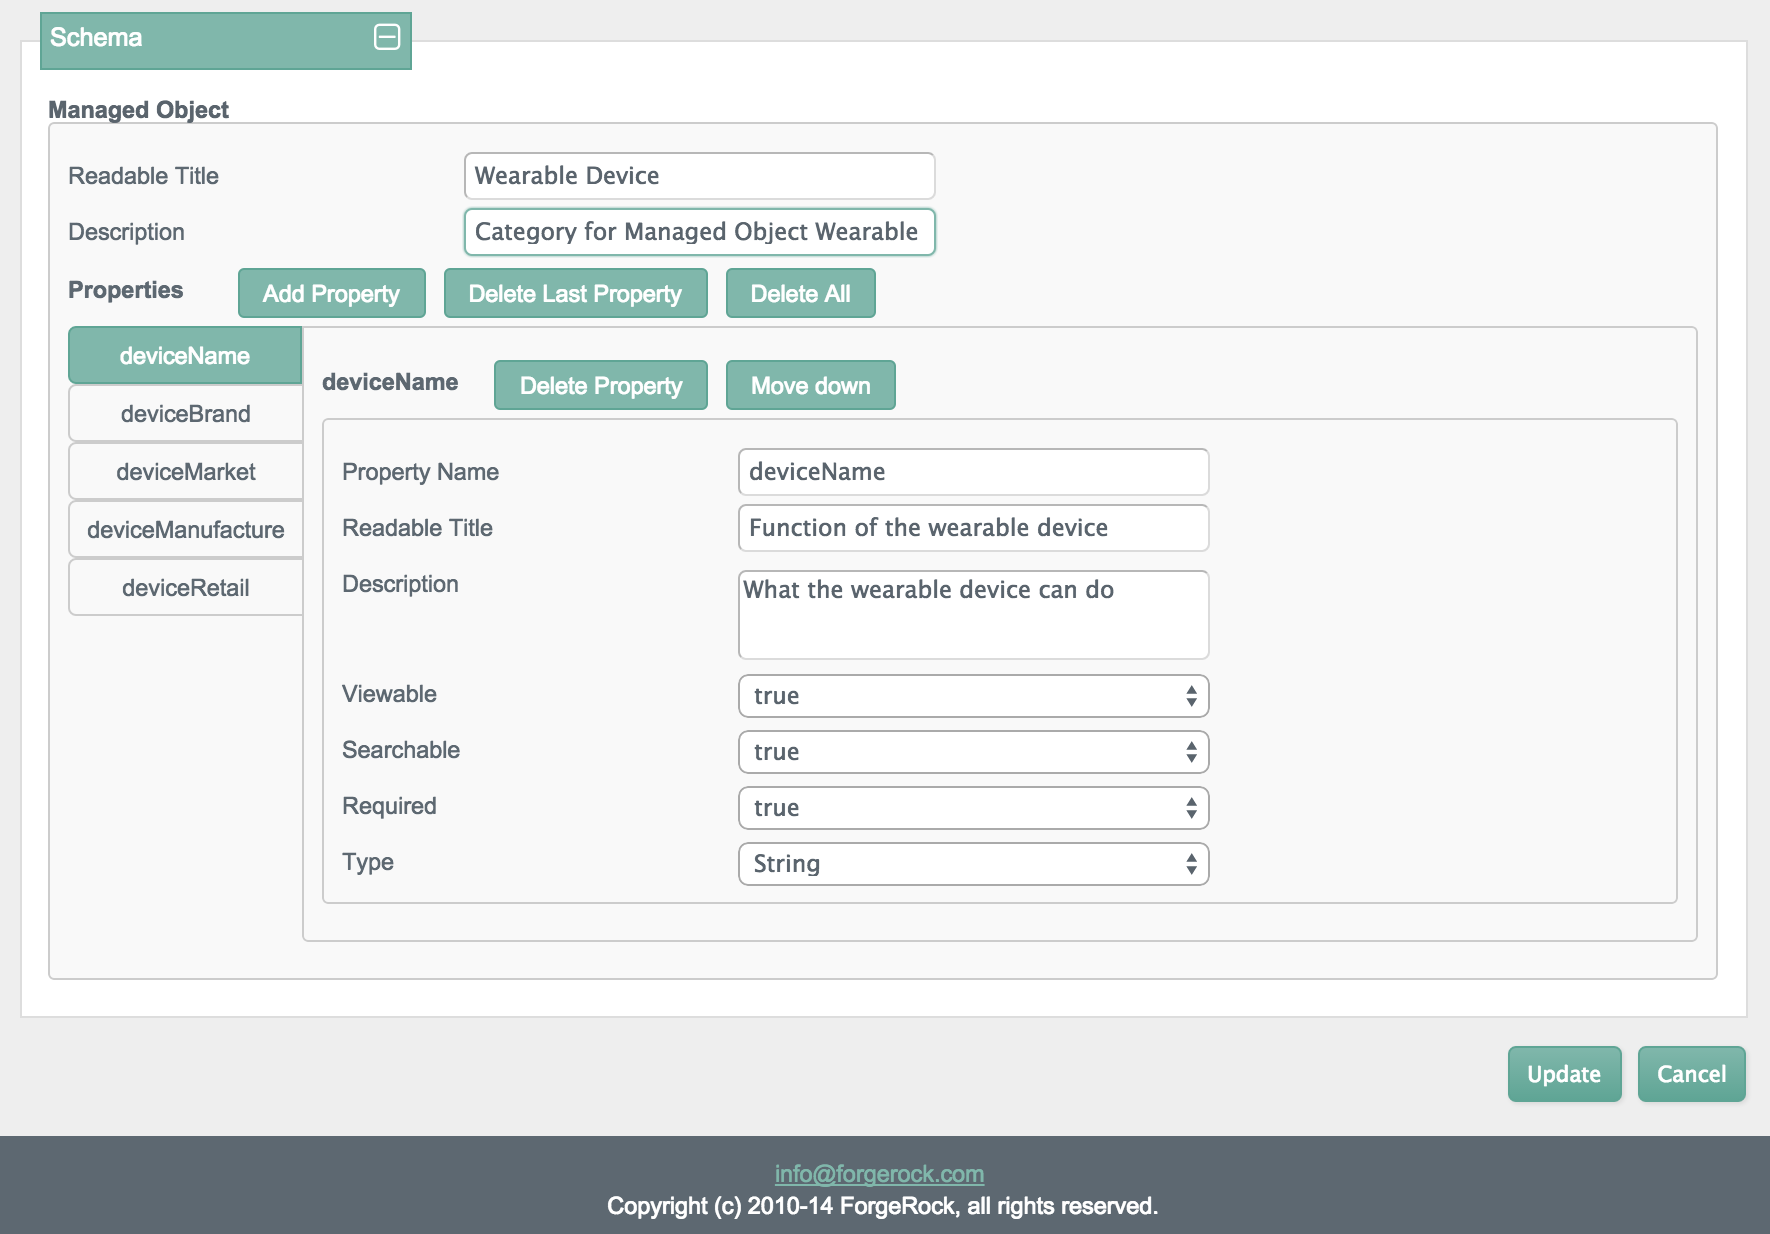 Schema
Managed Object
Readable Title
Wearable Device
Description
Category for Managed Object Wearable
Properties
Add Property
Delete Last Property
Delete All
deviceName
deviceBrand
deviceMarket
deviceManufacture
deviceRetail
deviceName
Delete Property
Move down
Property Name
deviceName
Readable Title
Function of the wearable device
Description
What the wearable device can do
Viewable
true
Searchable
true
Required
true
Type
String
Update
Cancel
info@forgerock.com
Copyright (c) 2010-14 ForgeRock, all rights reserved.